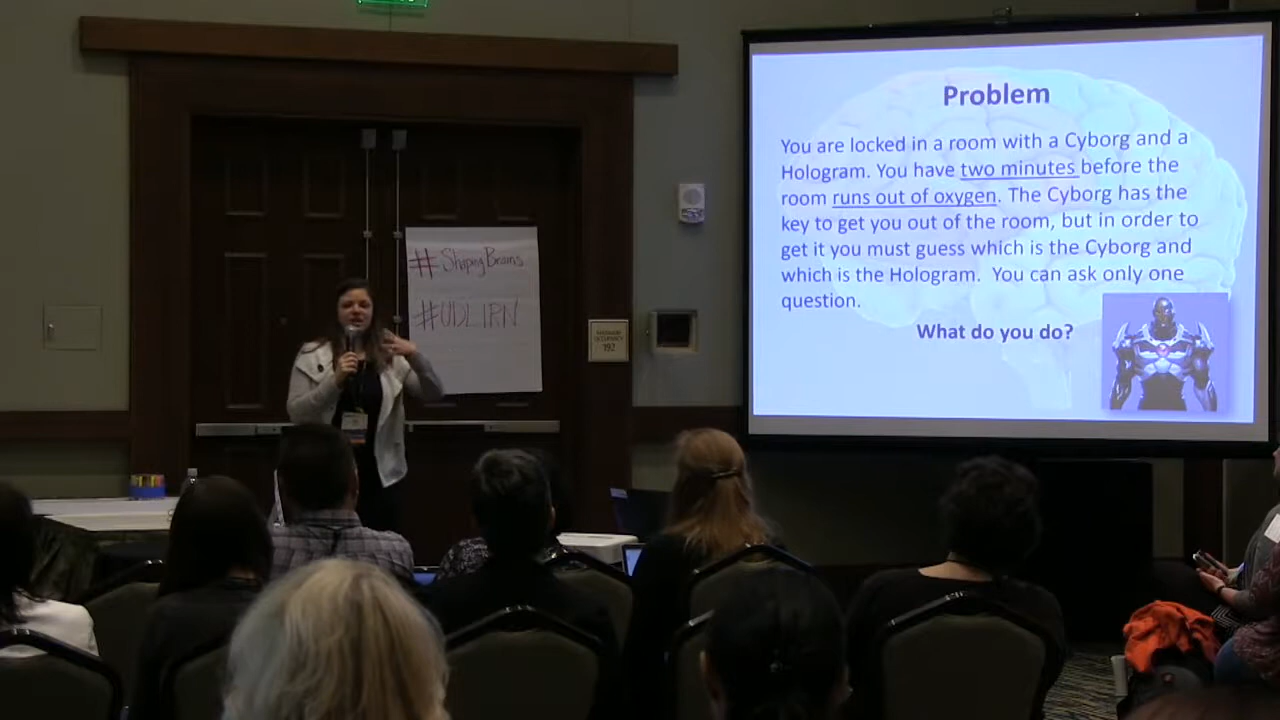 Problem
You are locked in a room with a Cyborg and a
Hologram. You have two minutes before the
room runs out of oxygen. The Cyborg has the
key to get you out of the room, but in order to
get it you must guess which is the Cyborg and
which is the Hologram. You can ask only one
question.
What do you do?
#ShapingBrains
#UDLIRN
MAXIMUM
OCCUPANCY
192